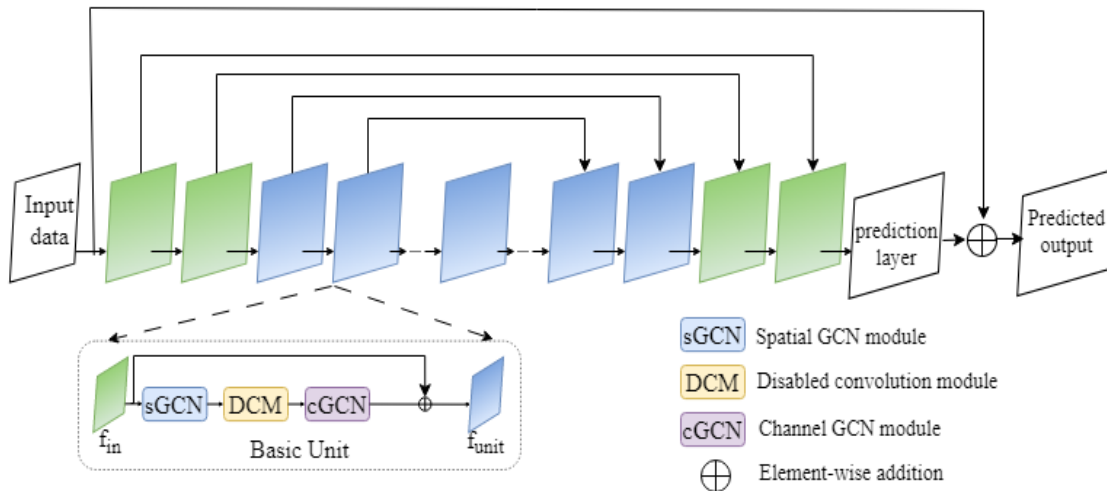 Input
data
prediction
layer
Predicted
output
sGCN
DCM
cGCN
f_in
Basic Unit
f_unit
sGCN Spatial GCN module
DCM Disabled convolution module
cGCN Channel GCN module
Element-wise addition